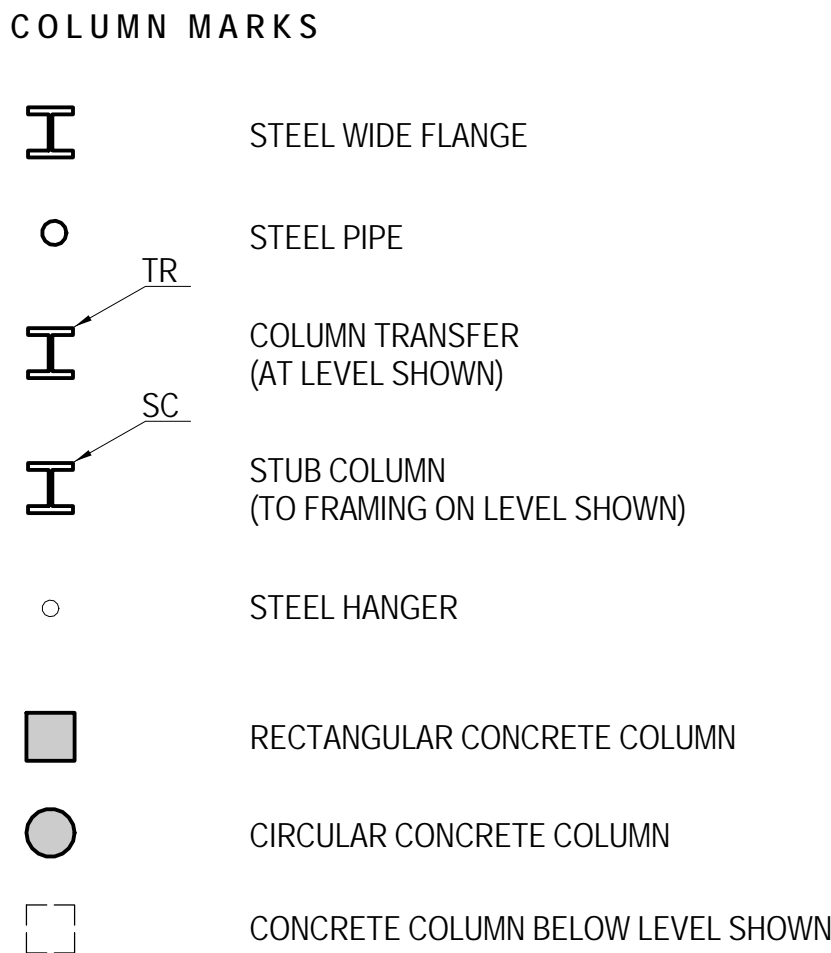 COLUMN MARKS
STEEL WIDE FLANGE
STEEL PIPE
TR
COLUMN TRANSFER
(AT LEVEL SHOWN)
SC
STUB COLUMN
(TO FRAMING ON LEVEL SHOWN)
STEEL HANGER
RECTANGULAR CONCRETE COLUMN
CIRCULAR CONCRETE COLUMN
CONCRETE COLUMN BELOW LEVEL SHOWN